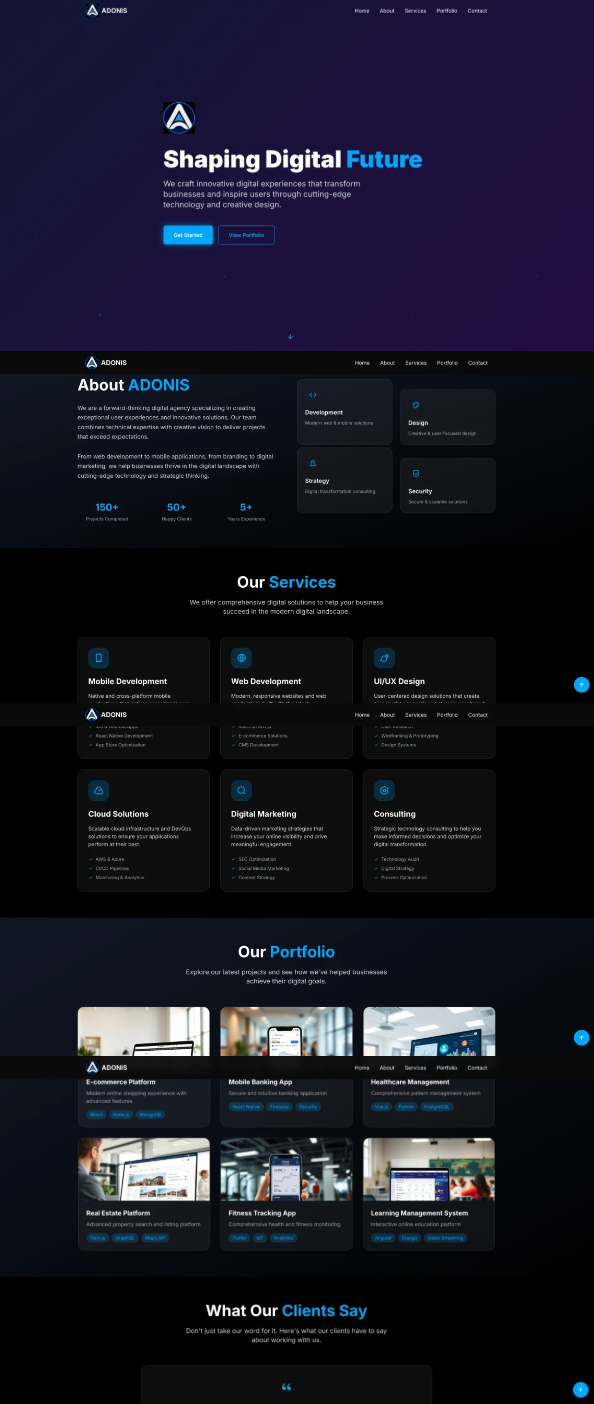 ADONIS
Home About Services Portfolio Contact
Shaping Digital Future
We craft innovative digital experiences that transform
businesses and inspire users through cutting-edge
technology and creative design.
Get Started View Portfolio
ADONIS
Home About Services Portfolio Contact
About ADONIS
We are a forward-thinking digital agency specializing in creating
exceptional user experiences and innovative solutions. Our team
combines technical expertise with creative vision to deliver projects
that exceed expectations.
From web development to mobile applications, from branding to digital
marketing, we help businesses thrive in the digital landscape with
cutting-edge technology and strategic thinking.
150+ 50+ 5+
Projects Completed Happy Clients Years Experience
Development
Modern web & mobile solutions
Design
Creative & user-focused design
Strategy
Digital transformation consulting
Security
Secure & scalable solutions
Our Services
We offer comprehensive digital solutions to help your business
succeed in the modern digital landscape.
Mobile Development
Native and cross-platform mobile
Web Development
Modern, responsive websites and web
UI/UX Design
User-centered design solutions that create
ADONIS
Home About Services Portfolio Contact
React Native Development
App Store Optimization
E-commerce Solutions
CMS Development
Wireframing & Prototyping
Design Systems
Cloud Solutions
Scalable cloud infrastructure and DevOps
solutions to ensure your applications
perform at their best.
AWS & Azure
CI/CD Pipelines
Monitoring & Analytics
Digital Marketing
Data-driven marketing strategies that
increase your online visibility and drive
meaningful engagement.
SEO Optimization
Social Media Marketing
Content Strategy
Consulting
Strategic technology consulting to help you
make informed decisions and optimize your
digital transformation.
Technology Audit
Digital Strategy
Process Optimization
Our Portfolio
Explore our latest projects and see how we've helped businesses
achieve their digital goals.
ADONIS
Home About Services Portfolio Contact
E-commerce Platform
Modern online shopping experience with
advanced features
React Node.js MongoDB
Mobile Banking App
Secure and intuitive banking application
React Native Firebase Security
Healthcare Management
Comprehensive patient management system
Vue.js Python PostgreSQL
Real Estate Platform
Advanced property search and listing platform
Next.js GraphQL Maps API
Fitness Tracking App
Comprehensive health and fitness monitoring
Flutter IoT Analytics
Learning Management System
Interactive online education platform
Angular Django Video Streaming
What Our Clients Say
Don't just take our word for it. Here's what our clients have to say
about working with us.